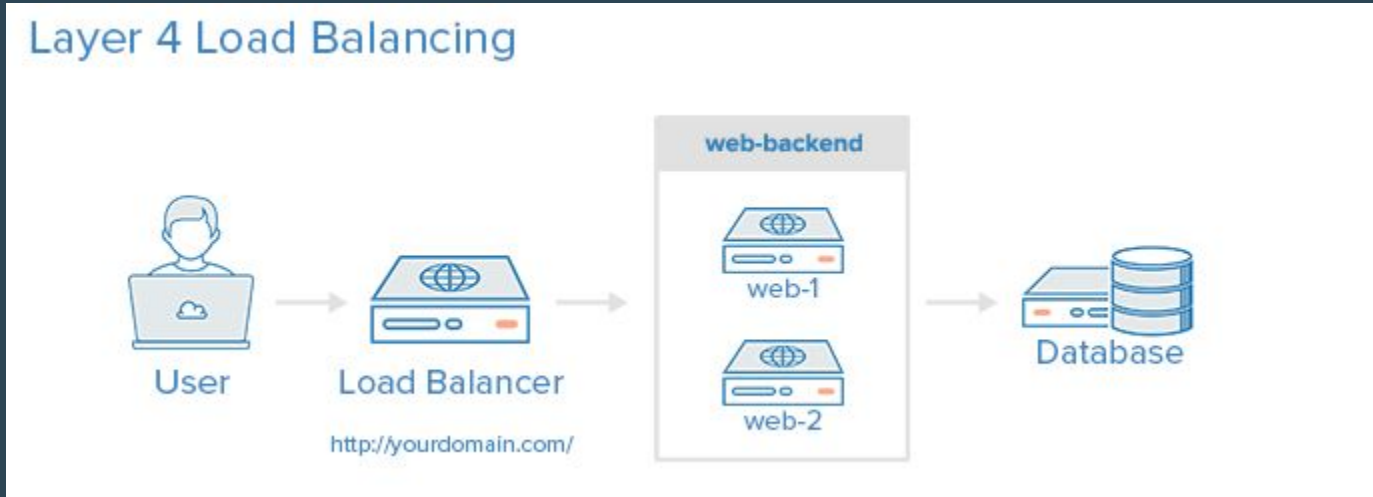 Layer 4 Load Balancing
web-backend
web-1
web-2
User
Load Balancer
http://yourdomain.com/
Database